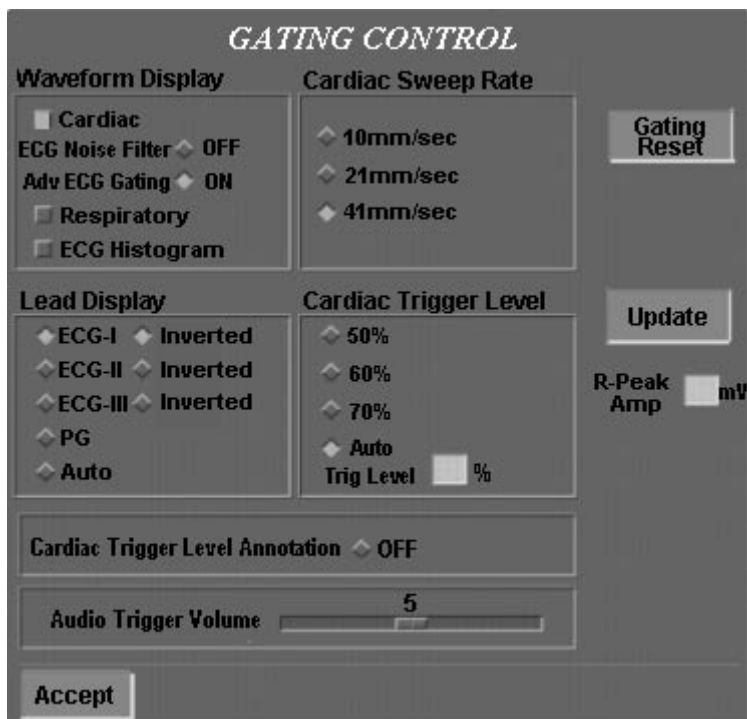 GATING CONTROL
Waveform Display
Cardiac
ECG Noise Filter OFF
Adv ECG Gating ON
Respiratory
ECG Histogram
Cardiac Sweep Rate
10mm/sec
21mm/sec
41mm/sec
Gating
Reset
Lead Display
ECG-I Inverted
ECG-II Inverted
ECG-III Inverted
PG
Auto
Cardiac Trigger Level
50%
60%
70%
Auto
Trig Level %
Update
R-Peak
Amp mV
Cardiac Trigger Level Annotation OFF
Audio Trigger Volume 5
Accept